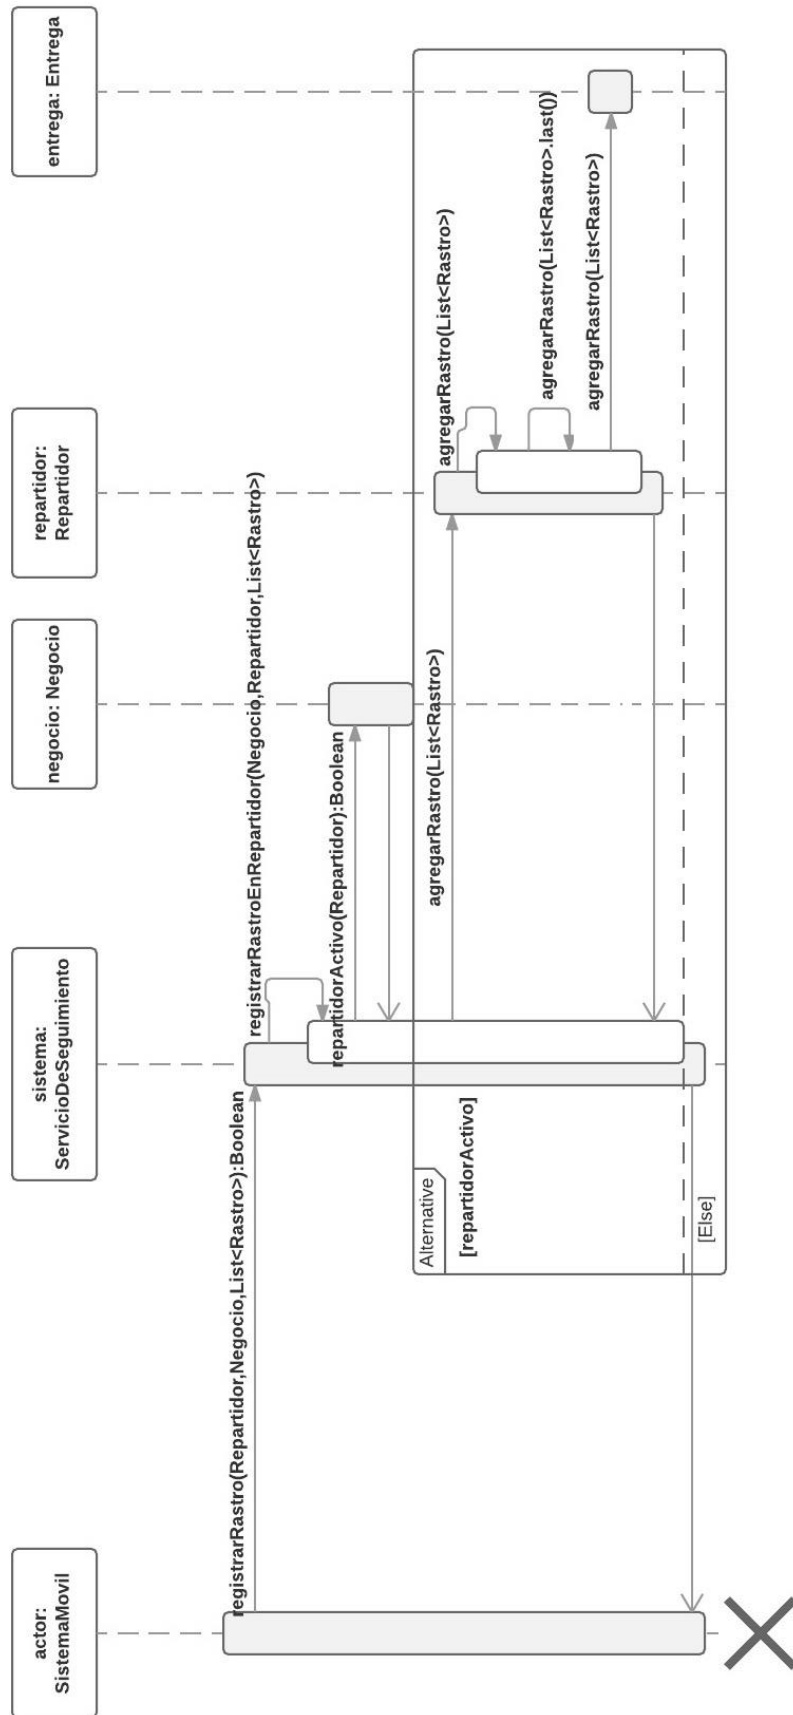 actor:
SistemaMovil
sistema:
ServicioDeSeguimiento
negocio: Negocio
repartidor:
Repartidor
entrega: Entrega
registrarRastro(Repartidor,Negocio,List<Rastro>):Boolean
registrarRastroEnRepartidor(Negocio,Repartidor,List<Rastro>)
repartidorActivo(Repartidor):Boolean
Alternative
[repartidorActivo]
agregarRastro(List<Rastro>)
agregarRastro(List<Rastro>)
agregarRastro(List<Rastro>.last())
agregarRastro(List<Rastro>)
[Else]